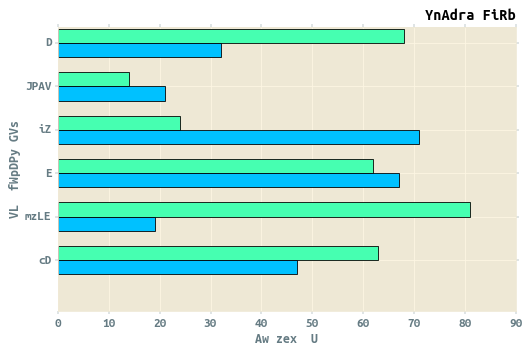 YnAdra FiRb
VL  fWpDPy GVs
D
JPAV
iZ
E
mzLE
cD
0 10 20 30 40 50 60 70 80 90
Aw zex  U